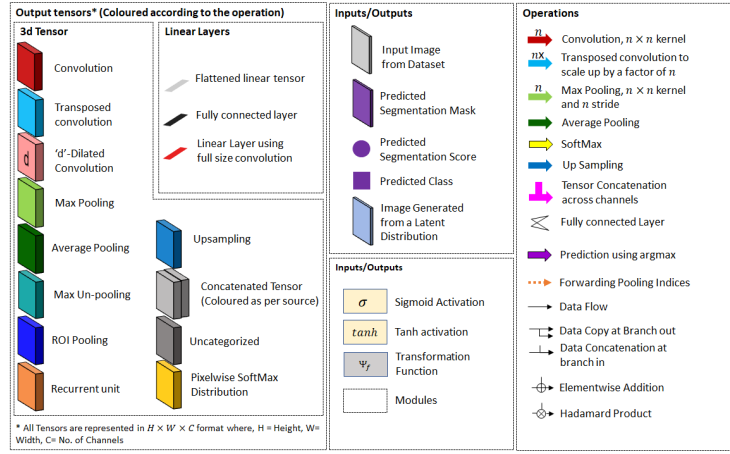 Output tensors* (Coloured according to the operation)
3d Tensor
Convolution
Transposed
convolution
d
'd'-Dilated
Convolution
Max Pooling
Average Pooling
Max Un-pooling
ROI Pooling
Recurrent unit
Linear Layers
Flattened linear tensor
Fully connected layer
Linear Layer using
full size convolution
Upsampling
Concatenated Tensor
(Coloured as per source)
Uncategorized
Pixelwise SoftMax
Distribution
* All Tensors are represented in H × W × C format where, H = Height, W=
Width, C= No. of Channels
Inputs/Outputs
Input Image
from Dataset
Predicted
Segmentation Mask
Predicted
Segmentation Score
Predicted Class
Image Generated
from a Latent
Distribution
Inputs/Outputs
σ
Sigmoid Activation
tanh
Tanh activation
Ψf
Transformation
Function
Modules
Operations
n
Convolution, n × n kernel
nx
Transposed convolution to
scale up by a factor of n
n
Max Pooling, n × n kernel
and n stride
Average Pooling
SoftMax
Up Sampling
Tensor Concatenation
across channels
Fully connected Layer
Prediction using argmax
Forwarding Pooling Indices
Data Flow
Data Copy at Branch out
Data Concatenation at
branch in
Elementwise Addition
Hadamard Product